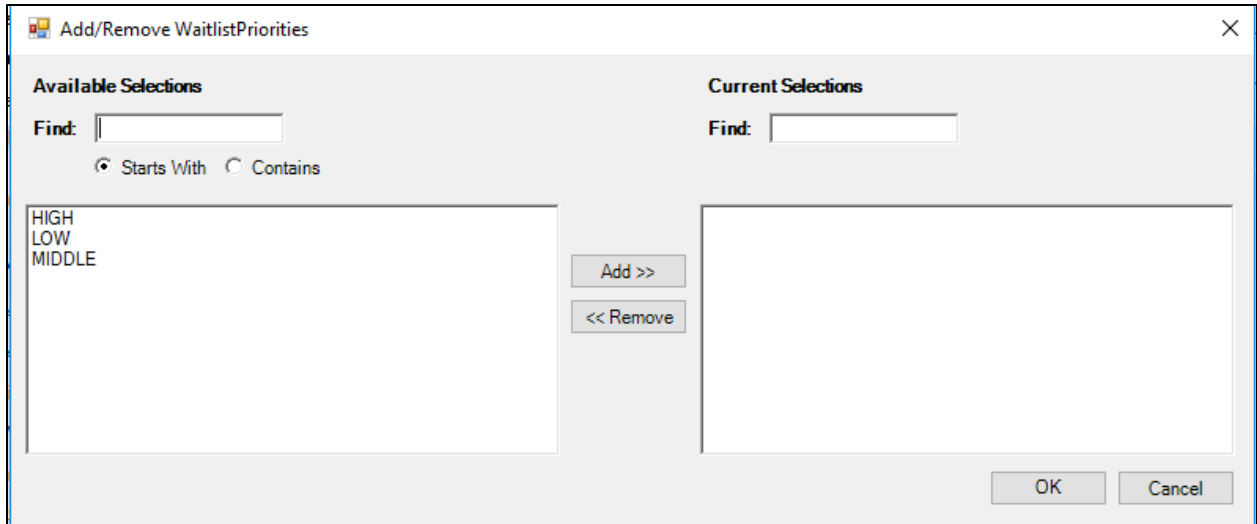 Add/Remove WaitlistPriorities
Available Selections
Current Selections
Find:
Find:
Starts With
Contains
HIGH
LOW
MIDDLE
Add >>
<< Remove
OK
Cancel